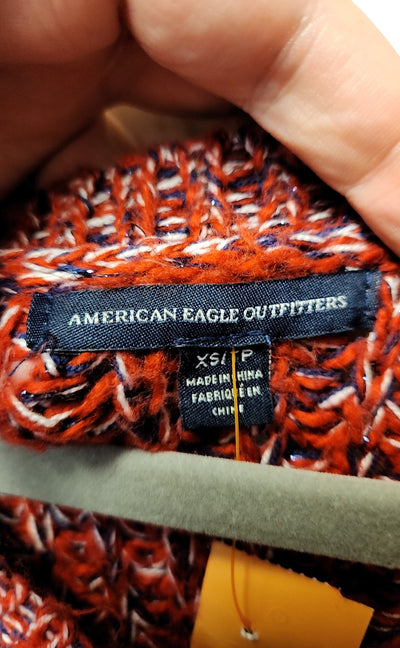 AMERICAN EAGLE OUTFITTERS
XS/TP
MADE IN CHINA
FABRIQUÉ EN
CHINE